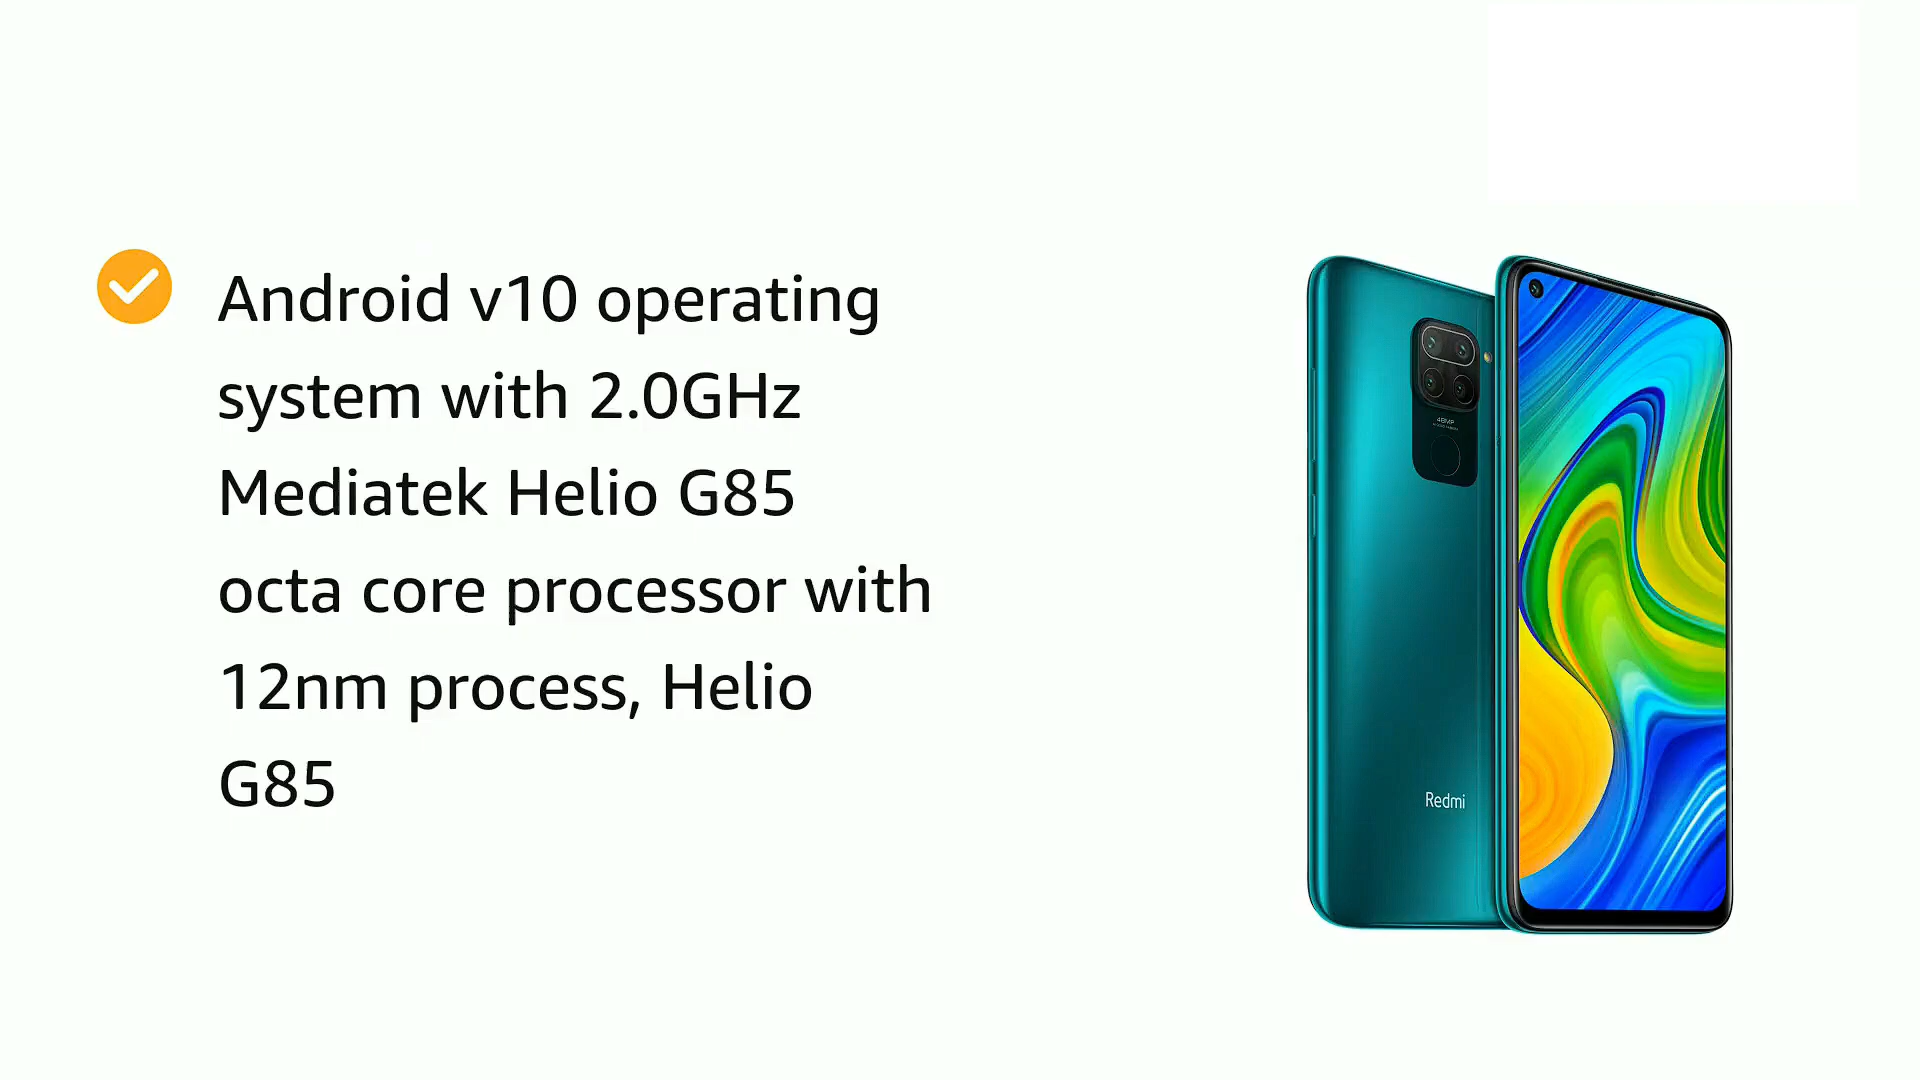 Android v10 operating
system with 2.0GHz
Mediatek Helio G85
octa core processor with
12nm process, Helio
G85
48MP
Redmi